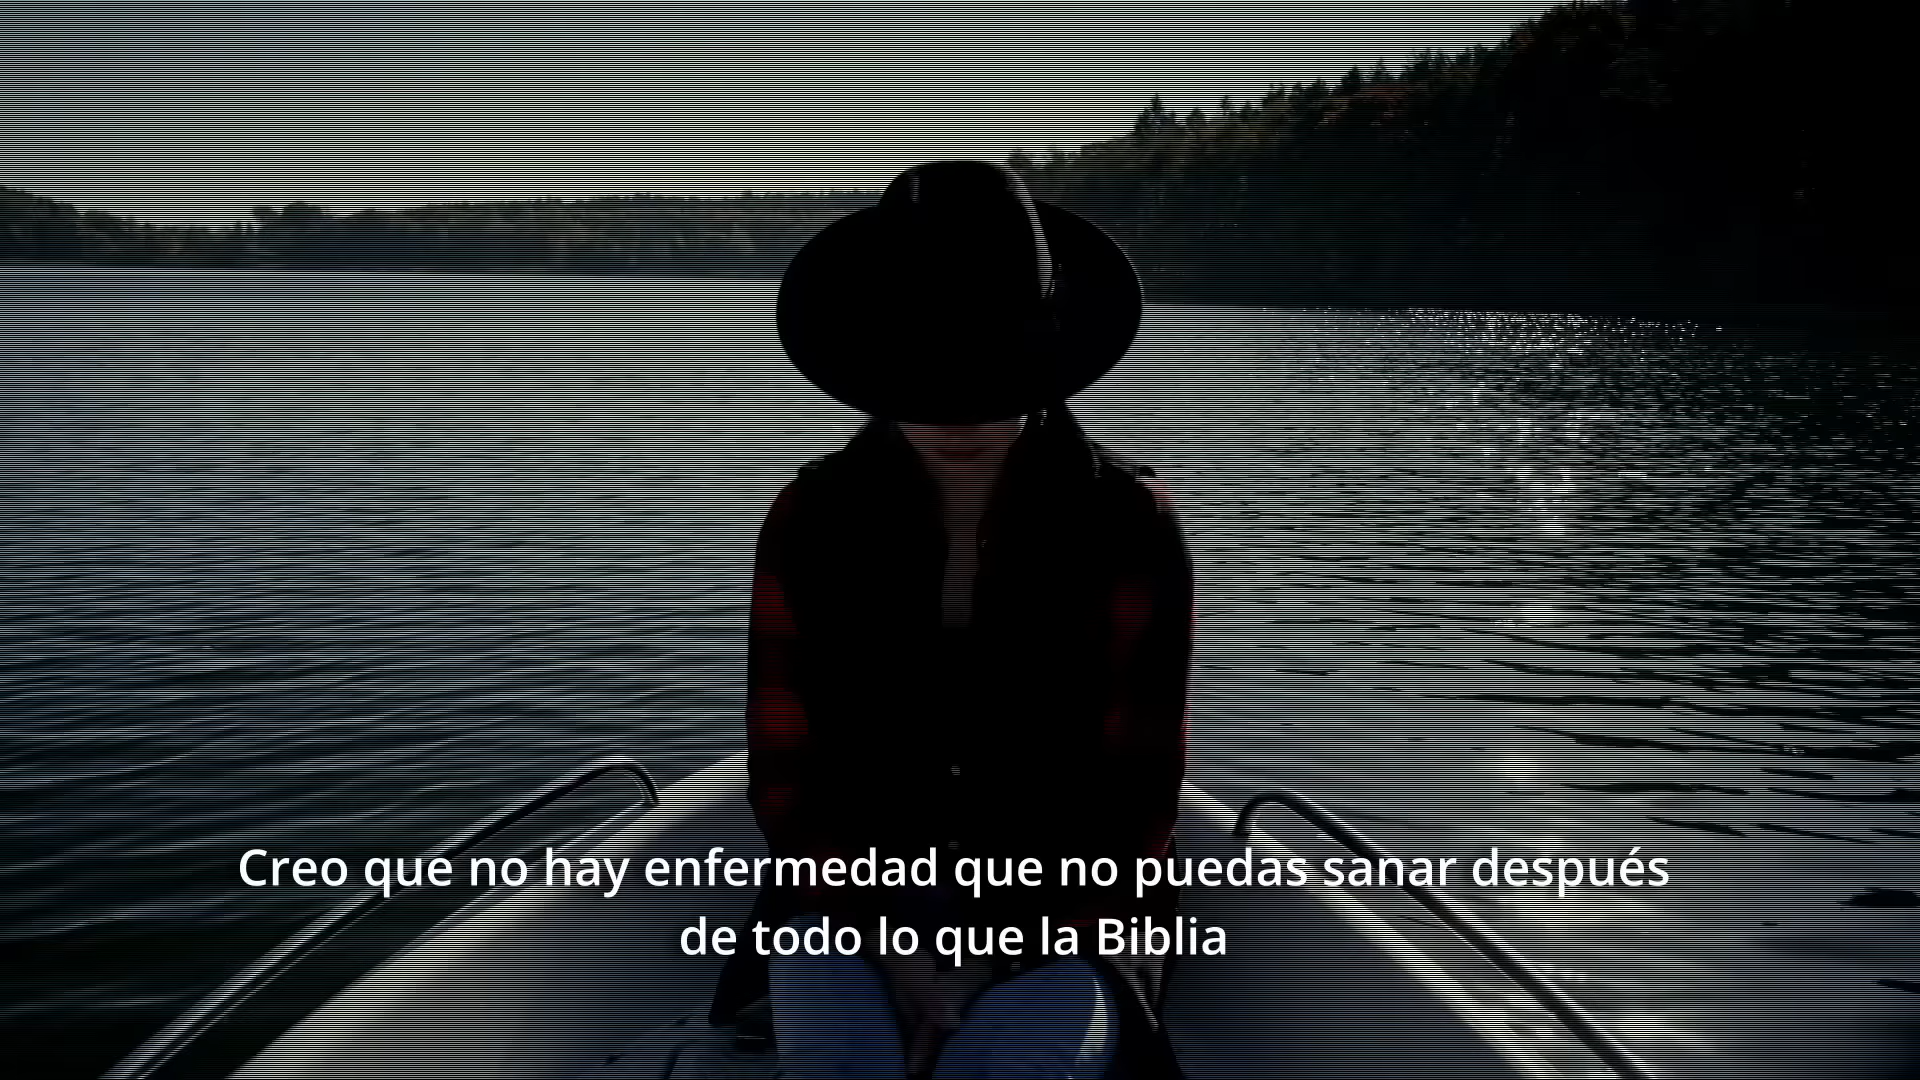 Creo que no hay enfermedad que no puedas sanar después
de todo lo que la Biblia